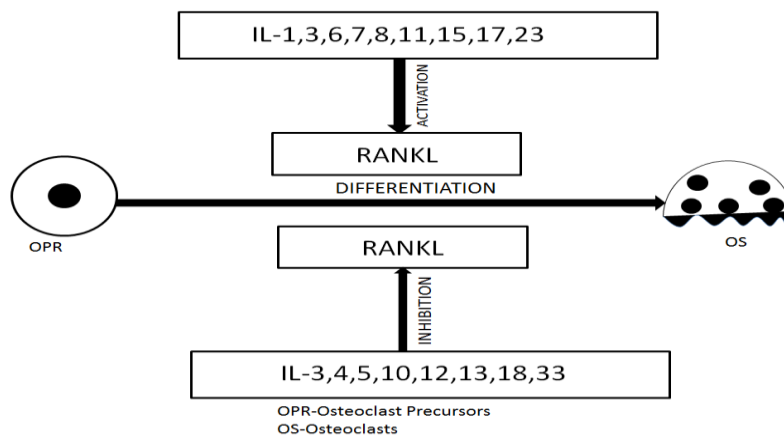 IL-1,3,6,7,8,11,15,17,23
ACTIVATION
RANKL
DIFFERENTIATION
OPR
OS
RANKL
INHIBITION
IL-3,4,5,10,12,13,18,33
OPR-Osteoclast Precursors
OS-Osteoclasts